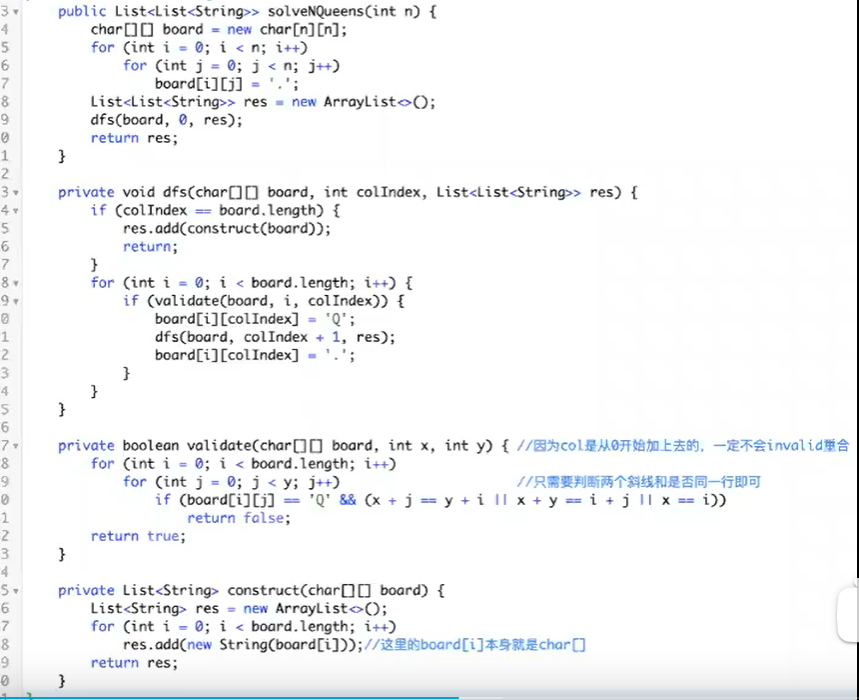 3 public List<List<String>> solveNQueens(int n) {
4 char[][] board = new char[n][n];
5 for (int i = 0; i < n; i++)
6 for (int j = 0; j < n; j++)
7 board[i][j] = '.';
8 List<List<String>> res = new ArrayList<>();
9 dfs(board, 0, res);
0 return res;
1 }
2
3 private void dfs(char[][] board, int colIndex, List<List<String>> res) {
4 if (colIndex == board.length) {
5 res.add(construct(board));
6 return;
7 }
8 for (int i = 0; i < board.length; i++) {
9 if (validate(board, i, colIndex)) {
0 board[i][colIndex] = 'Q';
1 dfs(board, colIndex + 1, res);
2 board[i][colIndex] = '.';
3 }
4 }
5 }
6
7 private boolean validate(char[][] board, int x, int y) { //因为col是从0开始加上去的，一定不会invalid重合
8 for (int i = 0; i < board.length; i++)
9 for (int j = 0; j < y; j++) //只需要判断两个斜线和是否同一行即可
0 if (board[i][j] == 'Q' && (x + j == y + i || x + y == i + j || x == i))
1 return false;
2 return true;
3 }
4
5 private List<String> construct(char[][] board) {
6 List<String> res = new ArrayList<>();
7 for (int i = 0; i < board.length; i++)
8 res.add(new String(board[i]));//这里的board[i]本身就是char[]
9 return res;
0 }
1 }